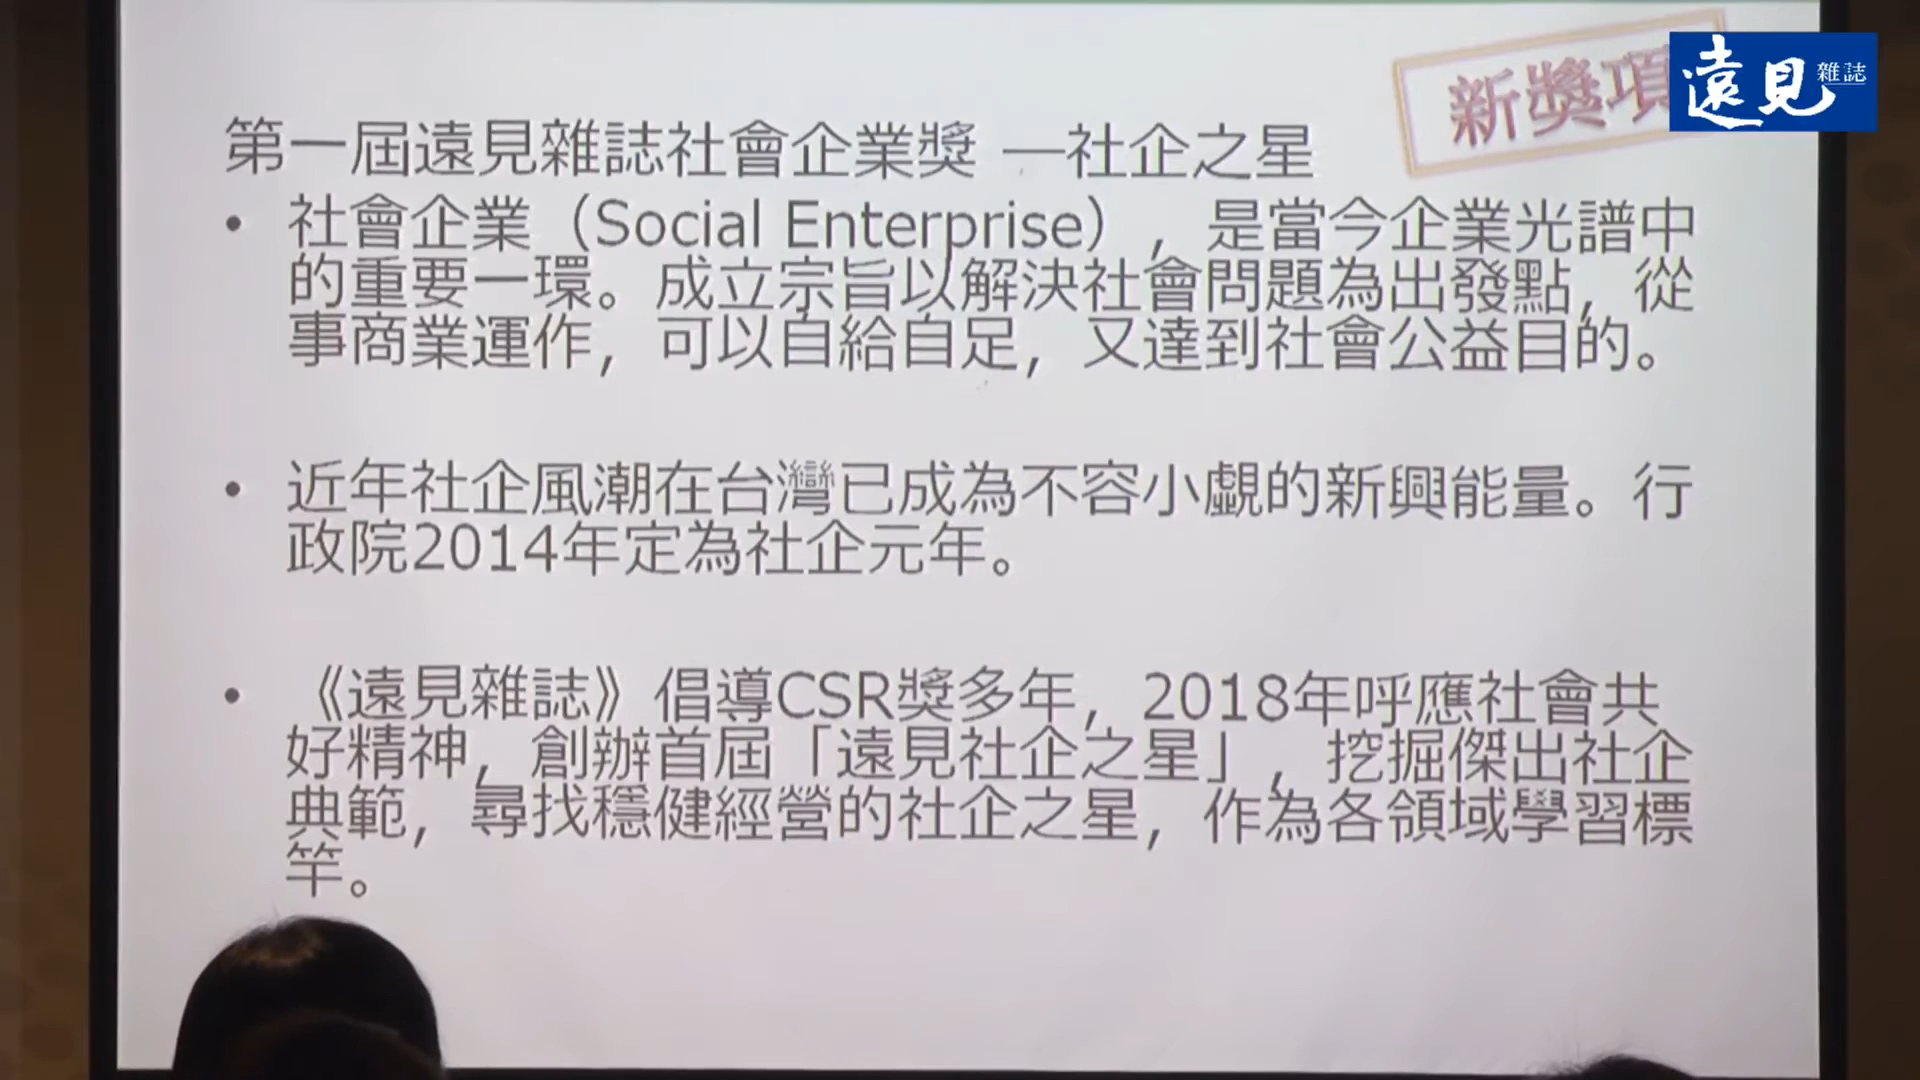 新獎項
遠見雜誌
第一屆遠見雜誌社會企業獎 —社企之星
• 社會企業（Social Enterprise），是當今企業光譜中
的重要一環。成立宗旨以解決社會問題為出發點，從
事商業運作，可以自給自足，又達到社會公益目的。
• 近年社企風潮在台灣已成為不容小覷的新興能量。行
政院2014年定為社企元年。
• 《遠見雜誌》倡導CSR獎多年，2018年呼應社會共
好精神，創辦首屆「遠見社企之星」，挖掘傑出社企
典範，尋找穩健經營的社企之星，作為各領域學習標
竿。